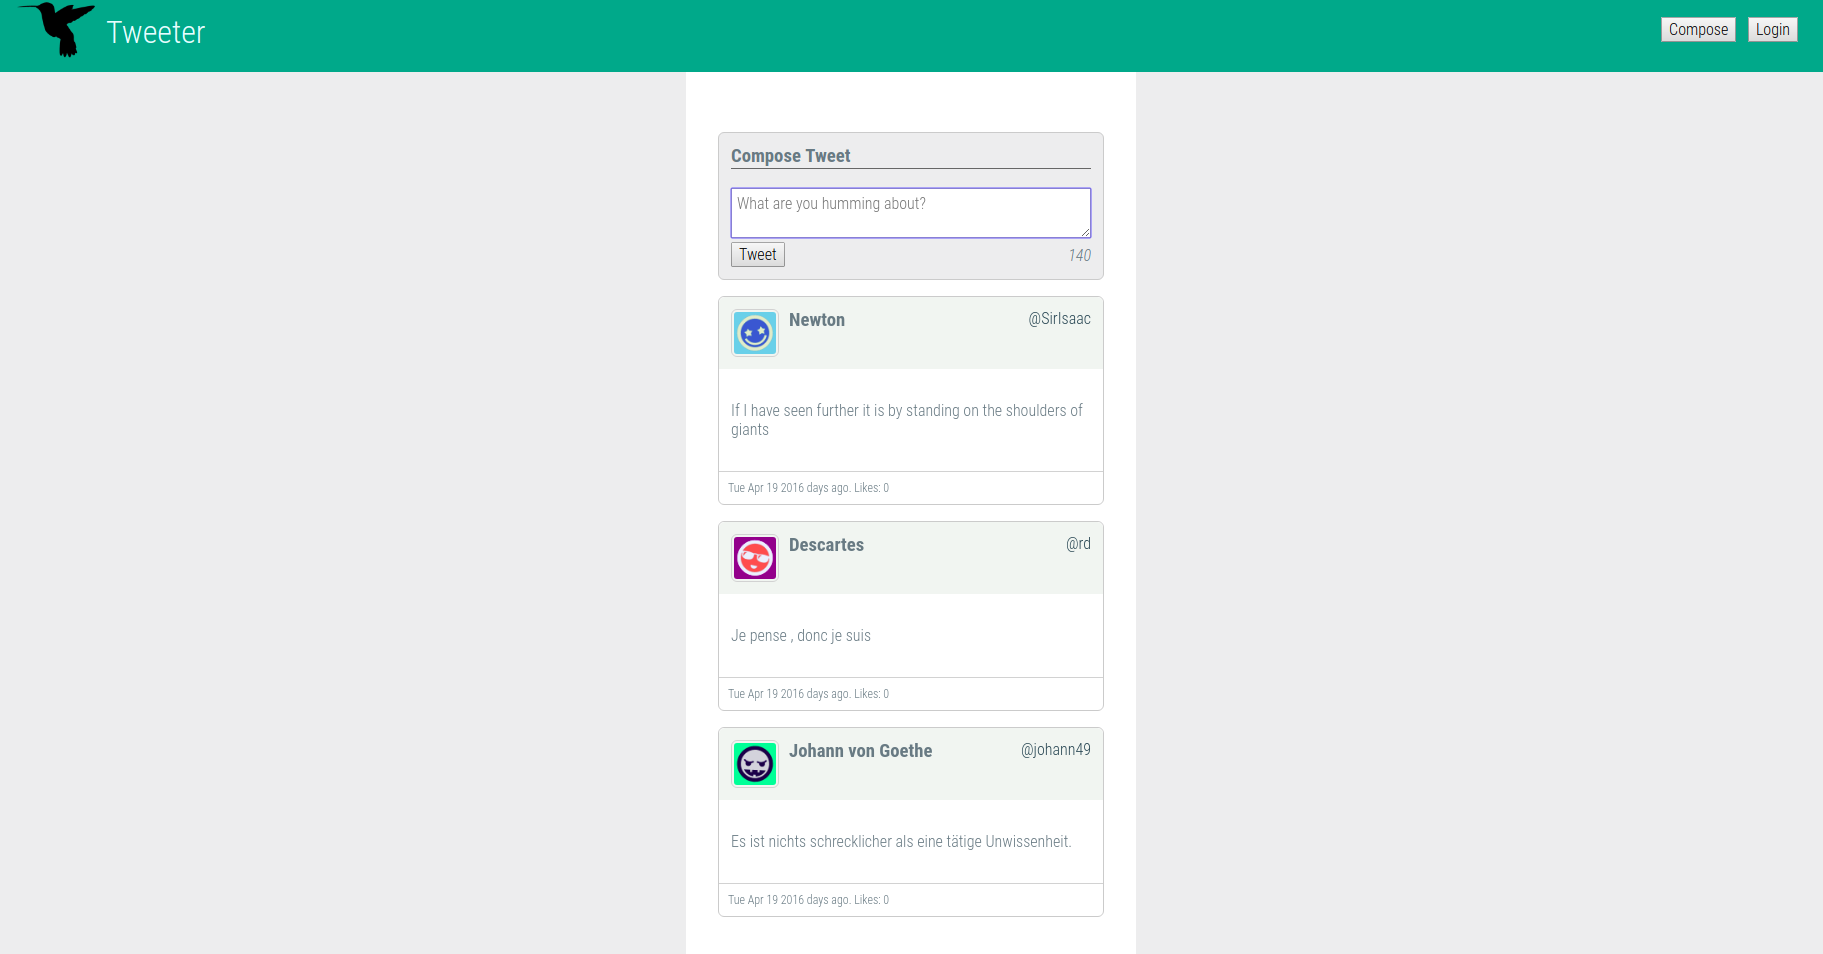 Tweeter
Compose
Login
Compose Tweet
What are you humming about?
Tweet
140
Newton
@SirIsaac
If I have seen further it is by standing on the shoulders of
giants
Tue Apr 19 2016 days ago. Likes: 0
Descartes
@rd
Je pense , donc je suis
Tue Apr 19 2016 days ago. Likes: 0
Johann von Goethe
@johann49
Es ist nichts schrecklicher als eine tätige Unwissenheit.
Tue Apr 19 2016 days ago. Likes: 0